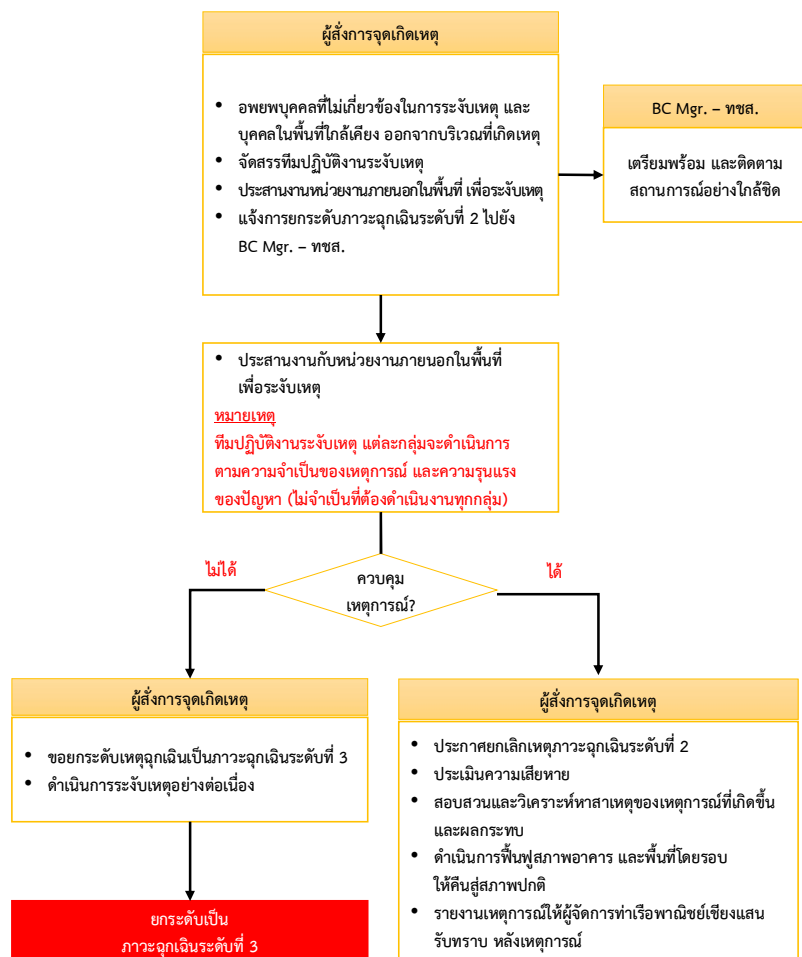 ผู้สั่งการจุดเกิดเหตุ
• อพยพบุคคลที่ไม่เกี่ยวข้องในการระงับเหตุ และ
บุคคลในพื้นที่ใกล้เคียง ออกจากบริเวณที่เกิดเหตุ
• จัดสรรทีมปฏิบัติงานระงับเหตุ
• ประสานงานหน่วยงานภายนอกในพื้นที่ เพื่อระงับเหตุ
• แจ้งการยกระดับภาวะฉุกเฉินระดับที่ 2 ไปยัง
BC Mgr. – ทชส.
BC Mgr. – ทชส.
เตรียมพร้อม และติดตาม
สถานการณ์อย่างใกล้ชิด
• ประสานงานกับหน่วยงานภายนอกในพื้นที่
เพื่อระงับเหตุ
หมายเหตุ
ทีมปฏิบัติงานระงับเหตุ แต่ละกลุ่มจะดำเนินการ
ตามความจำเป็นของเหตุการณ์ และความรุนแรง
ของปัญหา (ไม่จำเป็นที่ต้องดำเนินงานทุกกลุ่ม)
ควบคุม
เหตุการณ์?
ไม่ได้
ได้
ผู้สั่งการจุดเกิดเหตุ
• ขอยกระดับเหตุฉุกเฉินเป็นภาวะฉุกเฉินระดับที่ 3
• ดำเนินการระงับเหตุอย่างต่อเนื่อง
ยกระดับเป็น
ภาวะฉุกเฉินระดับที่ 3
ผู้สั่งการจุดเกิดเหตุ
• ประกาศยกเลิกเหตุภาวะฉุกเฉินระดับที่ 2
• ประเมินความเสียหาย
• สอบสวนและวิเคราะห์หาสาเหตุของเหตุการณ์ที่เกิดขึ้น
และผลกระทบ
• ดำเนินการฟื้นฟูสภาพอาคาร และพื้นที่โดยรอบ
ให้คืนสู่สภาพปกติ
• รายงานเหตุการณ์ให้ผู้จัดการท่าเรือพาณิชย์เชียงแสน
รับทราบ หลังเหตุการณ์